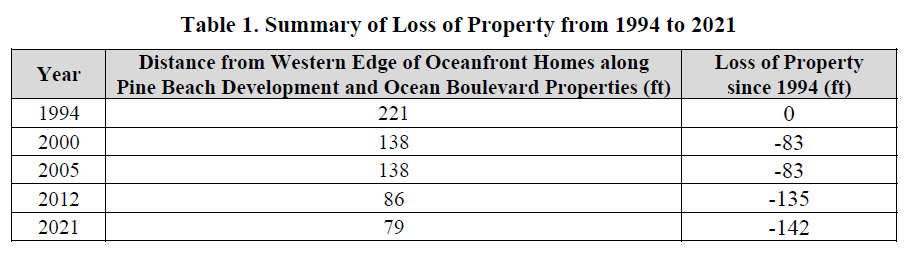 Table 1. Summary of Loss of Property from 1994 to 2021
Year
Distance from Western Edge of Oceanfront Homes along
Pine Beach Development and Ocean Boulevard Properties (ft)
Loss of Property
since 1994 (ft)
1994 221 0
2000 138 -83
2005 138 -83
2012 86 -135
2021 79 -142